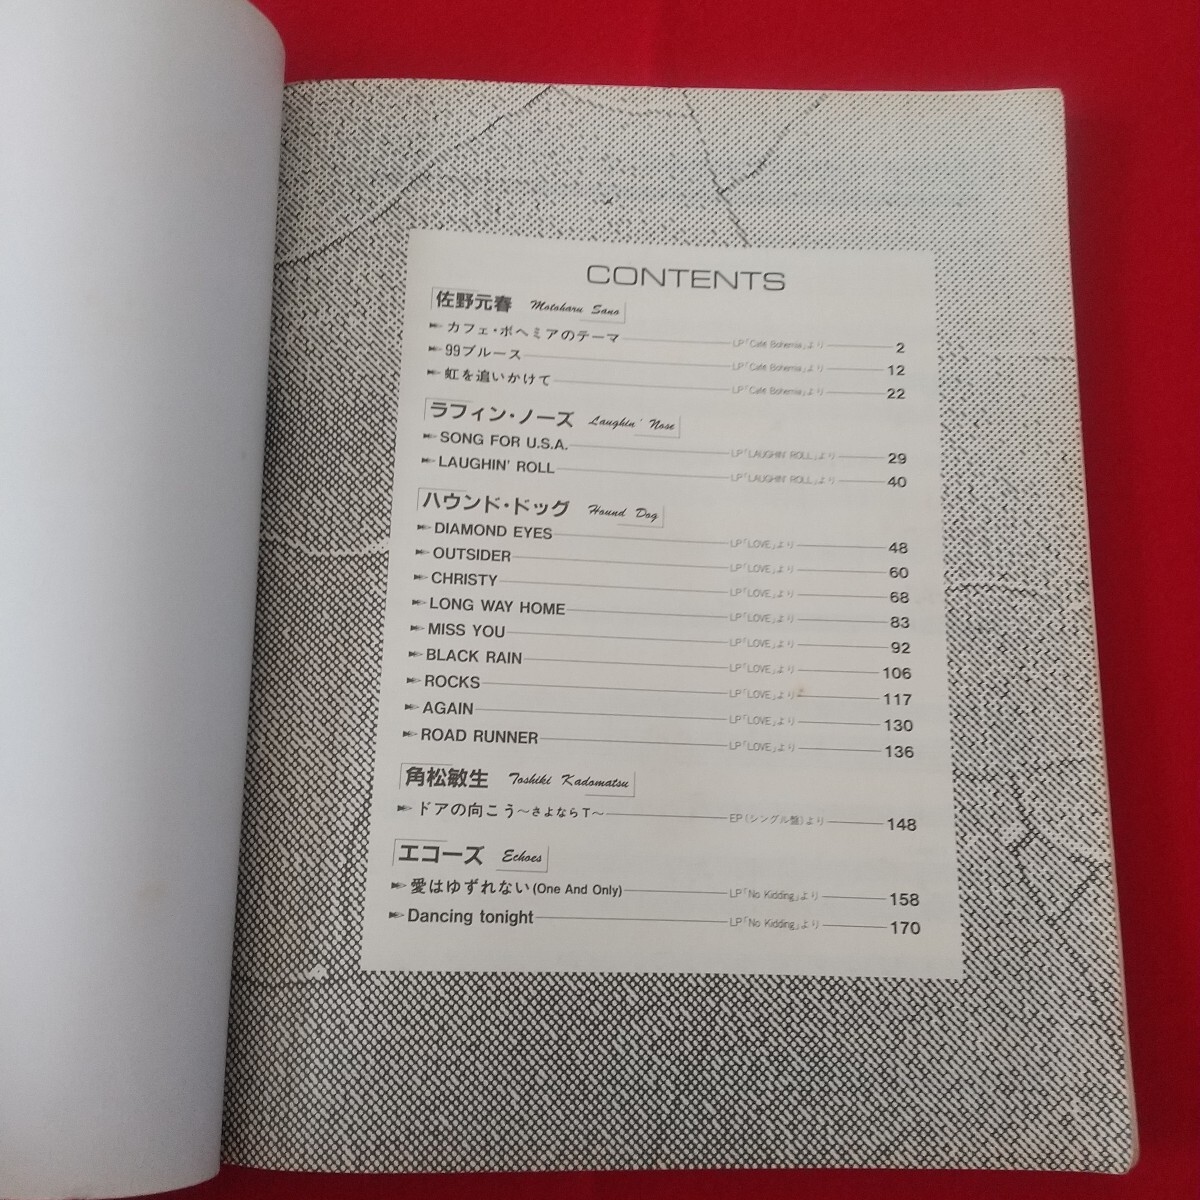 CONTENTS
佐野元春 Motoharu Sano
カフェ・ボヘミアのテーマ LP「Café Bohemia」より 2
99ブルース LP「Café Bohemia」より 12
虹を追いかけて LP「Café Bohemia」より 22
ラフィン・ノーズ Laughin' Nose
SONG FOR U.S.A. LP「LAUGHIN' ROLL」より 29
LAUGHIN' ROLL LP「LAUGHIN' ROLL」より 40
ハウンド・ドッグ Hound Dog
DIAMOND EYES LP「LOVE」より 48
OUTSIDER LP「LOVE」より 60
CHRISTY LP「LOVE」より 68
LONG WAY HOME LP「LOVE」より 83
MISS YOU LP「LOVE」より 92
BLACK RAIN LP「LOVE」より 106
ROCKS LP「LOVE」より 117
AGAIN LP「LOVE」より 130
ROAD RUNNER LP「LOVE」より 136
角松敏生 Toshiki Kadomatsu
ドアの向こう〜さよならT〜 EP(シングル盤)より 148
エコーズ Echoes
愛はゆずれない(One And Only) LP「No Kidding」より 158
Dancing tonight LP「No Kidding」より 170